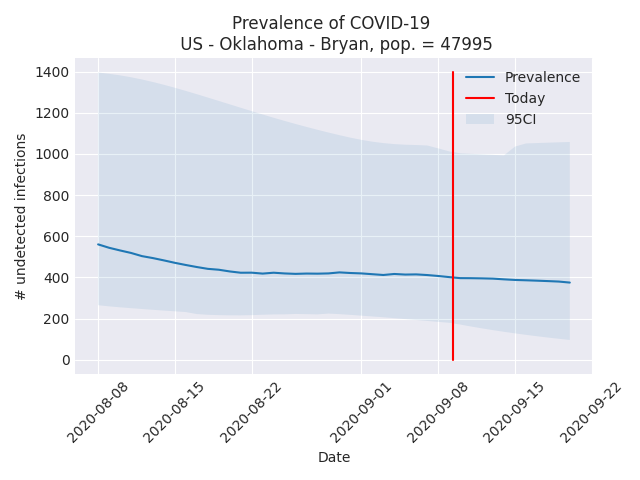 Prevalence of COVID-19
US - Oklahoma - Bryan, pop. = 47995
Prevalence
Today
95CI
# undetected infections
1400
1200
1000
800
600
400
200
0
2020-08-08
2020-08-15
2020-08-22
2020-09-01
2020-09-08
2020-09-15
2020-09-22
Date